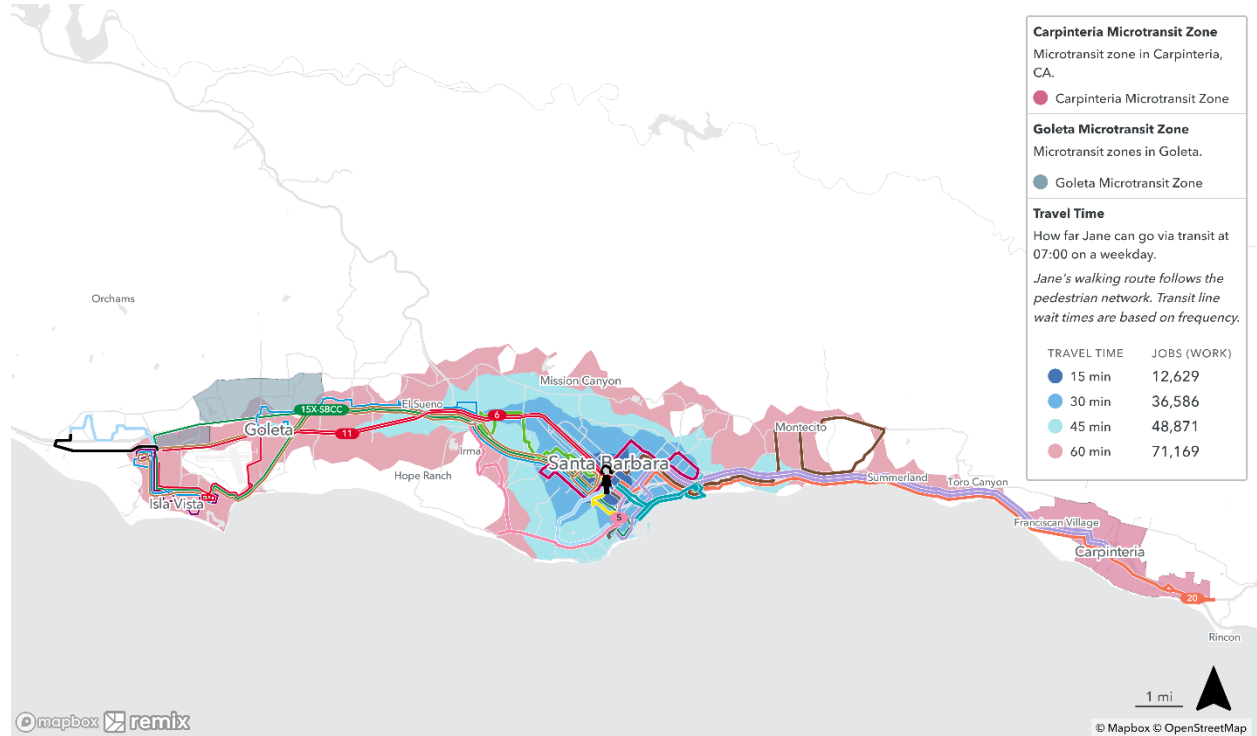 Carpinteria Microtransit Zone
Microtransit zone in Carpinteria,
CA.
Carpinteria Microtransit Zone
Goleta Microtransit Zone
Microtransit zones in Goleta.
Goleta Microtransit Zone
Travel Time
How far Jane can go via transit at
07:00 on a weekday.
Jane's walking route follows the
pedestrian network. Transit line
wait times are based on frequency.
TRAVEL TIME JOBS (WORK)
15 min 12,629
30 min 36,586
45 min 48,871
60 min 71,169
Orchams
Mission Canyon
El Sueno
15X-SBCC
6
Goleta
11
Montecito
Irma
Santa Barbara
Hope Ranch
Summerland
Toro Canyon
Isla Vista
5
Franciscan Village
Carpinteria
20
Rincon
1 mi
mapbox remix
© Mapbox © OpenStreetMap